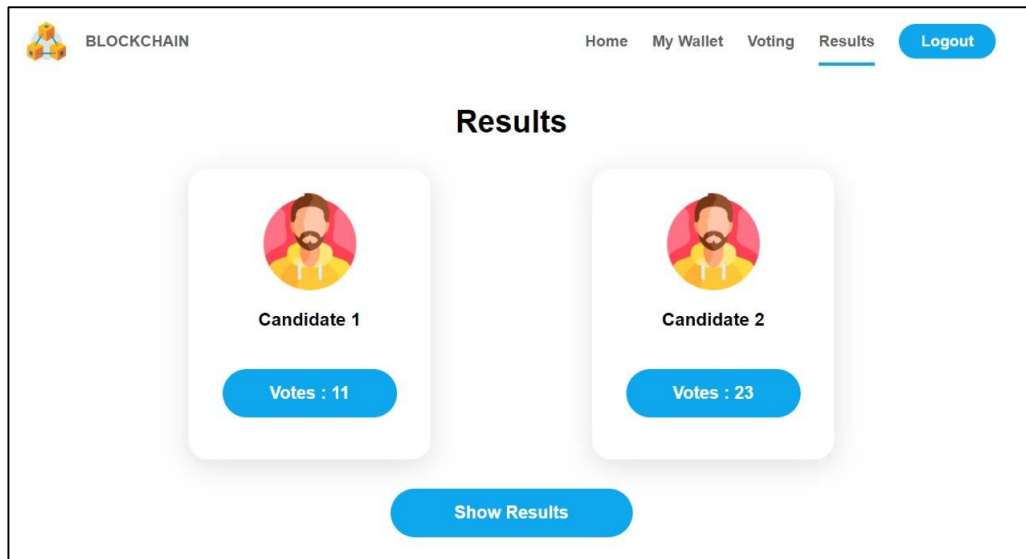 BLOCKCHAIN Home My Wallet Voting Results Logout
Results
Candidate 1
Votes : 11
Candidate 2
Votes : 23
Show Results